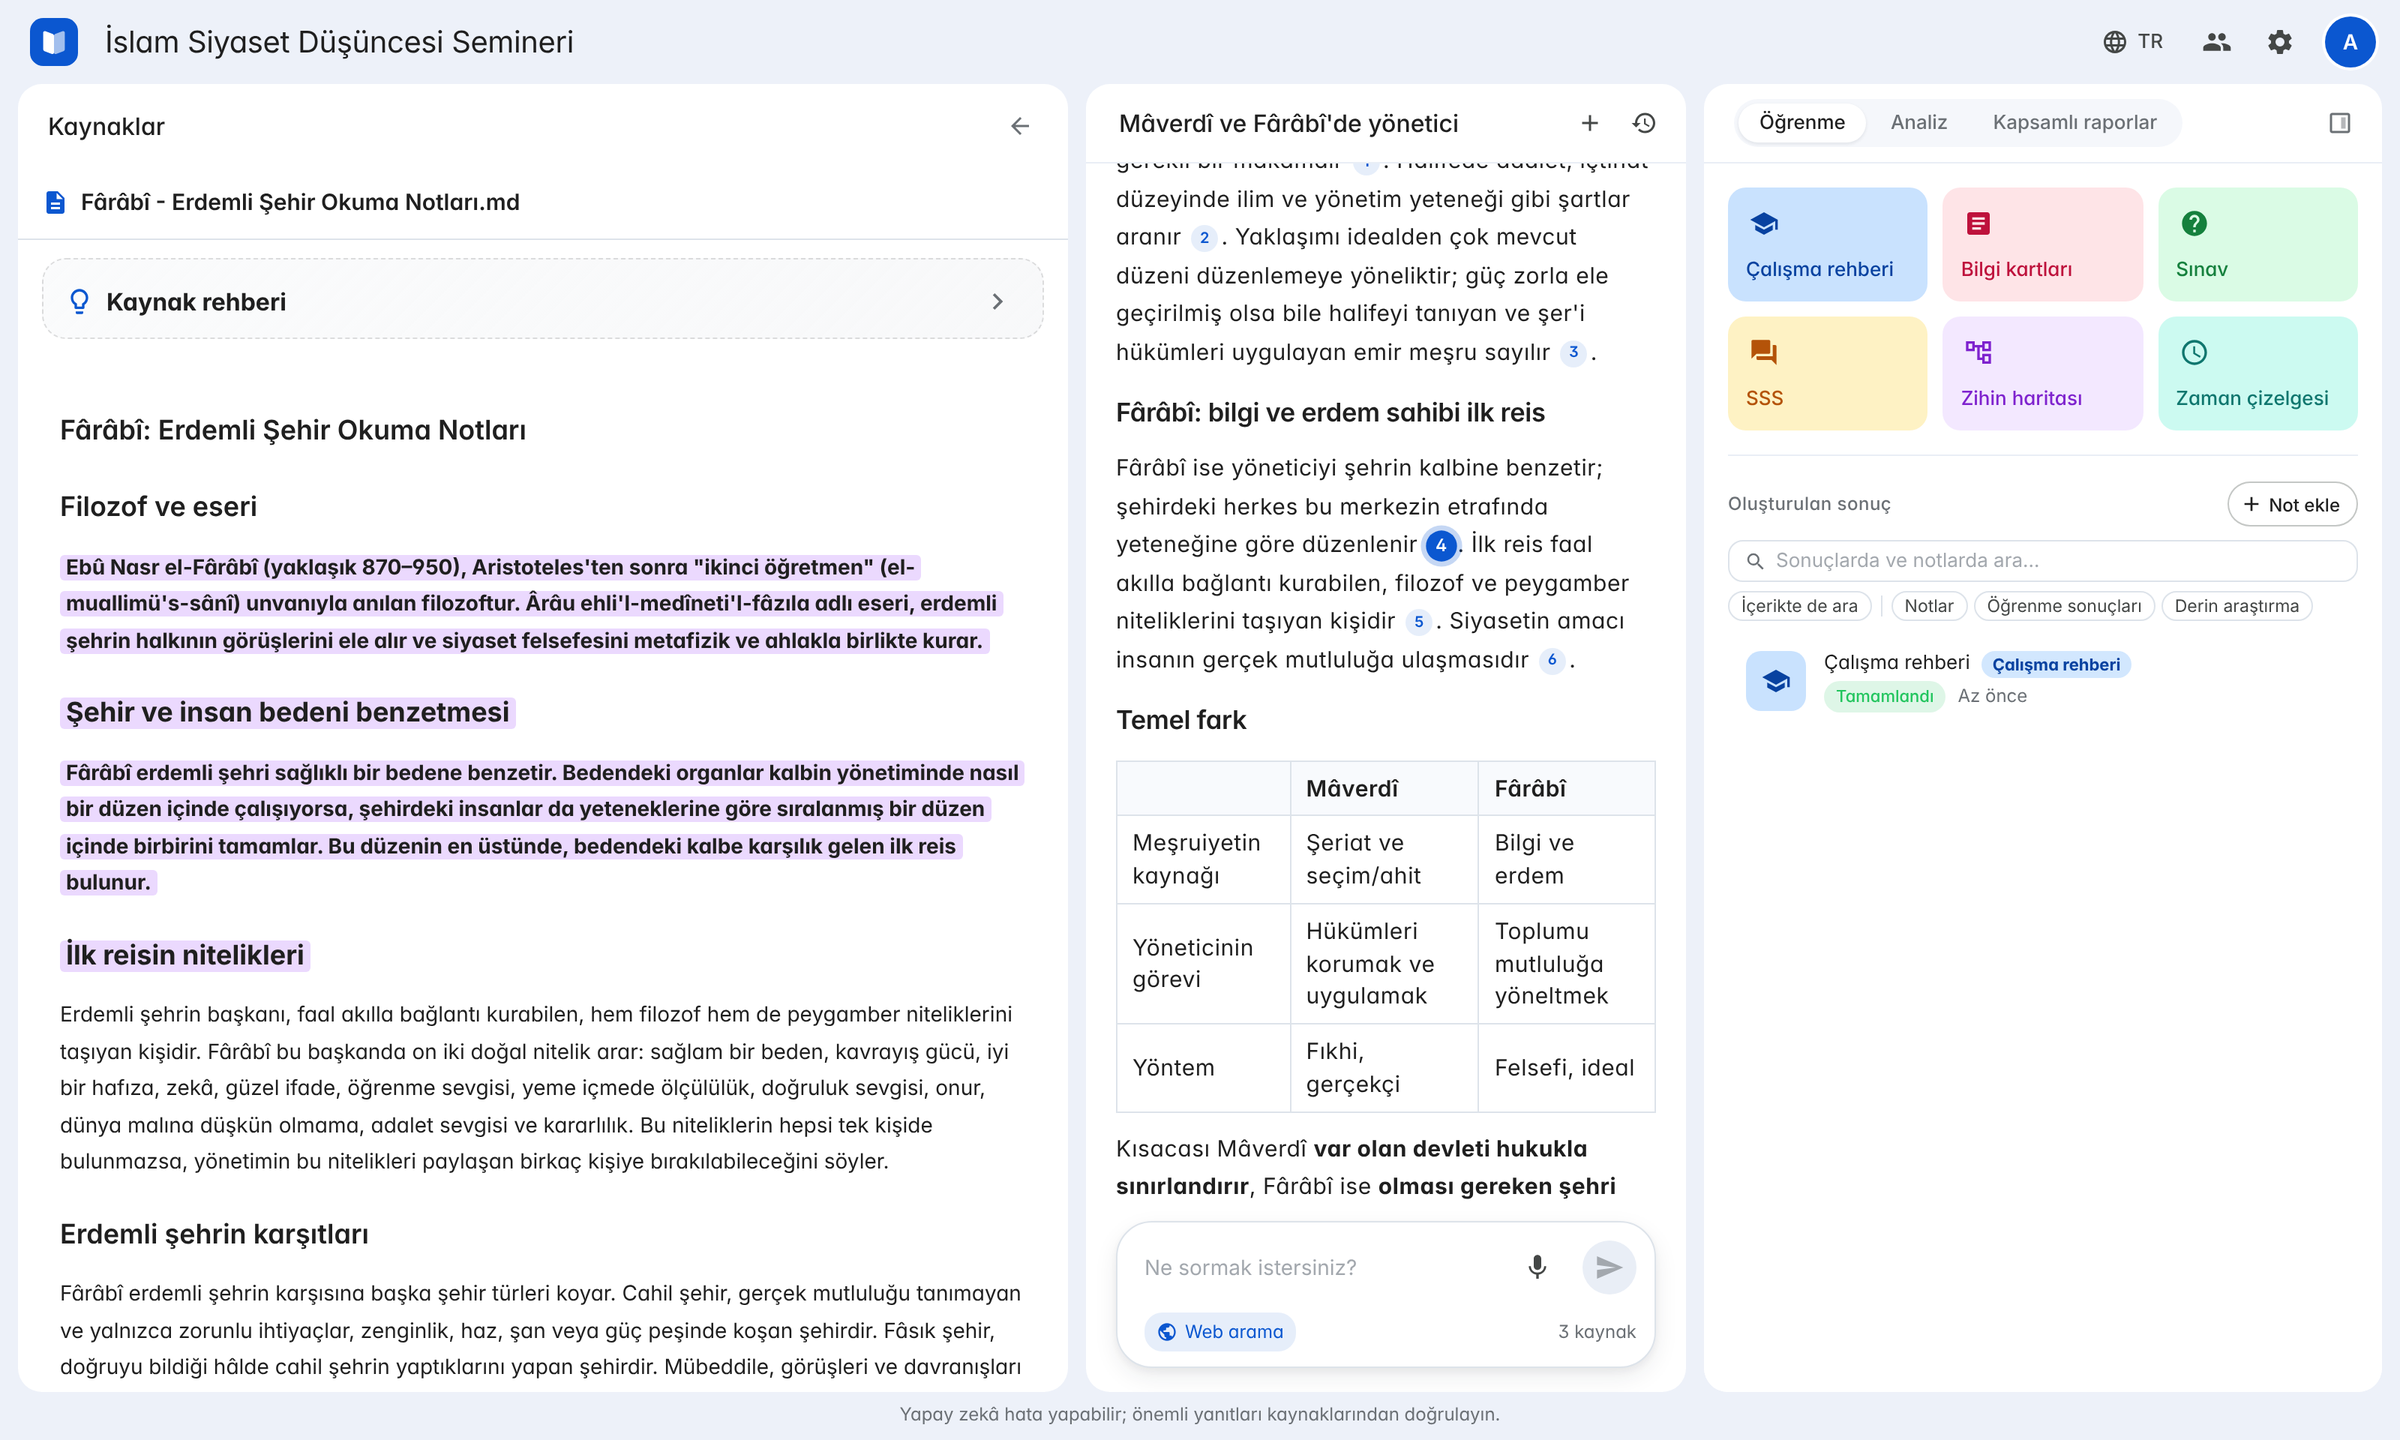 İslam Siyaset Düşüncesi Semineri
TR
A
Kaynaklar
Fârâbî - Erdemli Şehir Okuma Notları.md
Kaynak rehberi
Fârâbî: Erdemli Şehir Okuma Notları
Filozof ve eseri
Ebû Nasr el-Fârâbî (yaklaşık 870–950), Aristoteles'ten sonra "ikinci öğretmen" (el-
muallimü's-sânî) unvanıyla anılan filozoftur. Ârâu ehli'l-medîneti'l-fâzıla adlı eseri, erdemli
şehrin halkının görüşlerini ele alır ve siyaset felsefesini metafizik ve ahlakla birlikte kurar.
Şehir ve insan bedeni benzetmesi
Fârâbî erdemli şehri sağlıklı bir bedene benzetir. Bedendeki organlar kalbin yönetiminde nasıl
bir düzen içinde çalışıyorsa, şehirdeki insanlar da yeteneklerine göre sıralanmış bir düzen
içinde birbirini tamamlar. Bu düzenin en üstünde, bedendeki kalbe karşılık gelen ilk reis
bulunur.
İlk reisin nitelikleri
Erdemli şehrin başkanı, faal akılla bağlantı kurabilen, hem filozof hem de peygamber niteliklerini
taşıyan kişidir. Fârâbî bu başkanda on iki doğal nitelik arar: sağlam bir beden, kavrayış gücü, iyi
bir hafıza, zekâ, güzel ifade, öğrenme sevgisi, yeme içmede ölçülülük, doğruluk sevgisi, onur,
dünya malına düşkün olmama, adalet sevgisi ve kararlılık. Bu niteliklerin hepsi tek kişide
bulunmazsa, yönetimin bu nitelikleri paylaşan birkaç kişiye bırakılabileceğini söyler.
Erdemli şehrin karşıtları
Fârâbî erdemli şehrin karşısına başka şehir türleri koyar. Cahil şehir, gerçek mutluluğu tanımayan
ve yalnızca zorunlu ihtiyaçlar, zenginlik, haz, şan veya güç peşinde koşan şehirdir. Fâsık şehir,
doğruyu bildiği hâlde cahil şehrin yaptıklarını yapan şehirdir. Mübeddile, görüşleri ve davranışları
Mâverdî ve Fârâbî'de yönetici
gerekli bir makamdır 1 . Halifede adalet, içtihat
düzeyinde ilim ve yönetim yeteneği gibi şartlar
aranır 2 . Yaklaşımı idealden çok mevcut
düzeni düzenlemeye yöneliktir; güç zorla ele
geçirilmiş olsa bile halifeyi tanıyan ve şer'i
hükümleri uygulayan emir meşru sayılır 3 .
Fârâbî: bilgi ve erdem sahibi ilk reis
Fârâbî ise yöneticiyi şehrin kalbine benzetir;
şehirdeki herkes bu merkezin etrafında
yeteneğine göre düzenlenir 4 . İlk reis faal
akılla bağlantı kurabilen, filozof ve peygamber
niteliklerini taşıyan kişidir 5 . Siyasetin amacı
insanın gerçek mutluluğa ulaşmasıdır 6 .
Temel fark
Mâverdî Fârâbî
Meşruiyetin kaynağı Şeriat ve seçim/ahit Bilgi ve erdem
Yöneticinin görevi Hükümleri korumak ve uygulamak Toplumu mutluluğa yöneltmek
Yöntem Fıkhi, gerçekçi Felsefi, ideal
Kısacası Mâverdî var olan devleti hukukla
sınırlandırır, Fârâbî ise olması gereken şehri
Ne sormak istersiniz?
Web arama
3 kaynak
Öğrenme Analiz Kapsamlı raporlar
Çalışma rehberi
Bilgi kartları
Sınav
SSS
Zihin haritası
Zaman çizelgesi
Oluşturulan sonuç
Not ekle
Sonuçlarda ve notlarda ara...
İçerikte de ara Notlar Öğrenme sonuçları Derin araştırma
Çalışma rehberi Çalışma rehberi
Tamamlandı Az önce
Yapay zekâ hata yapabilir; önemli yanıtları kaynaklarından doğrulayın.